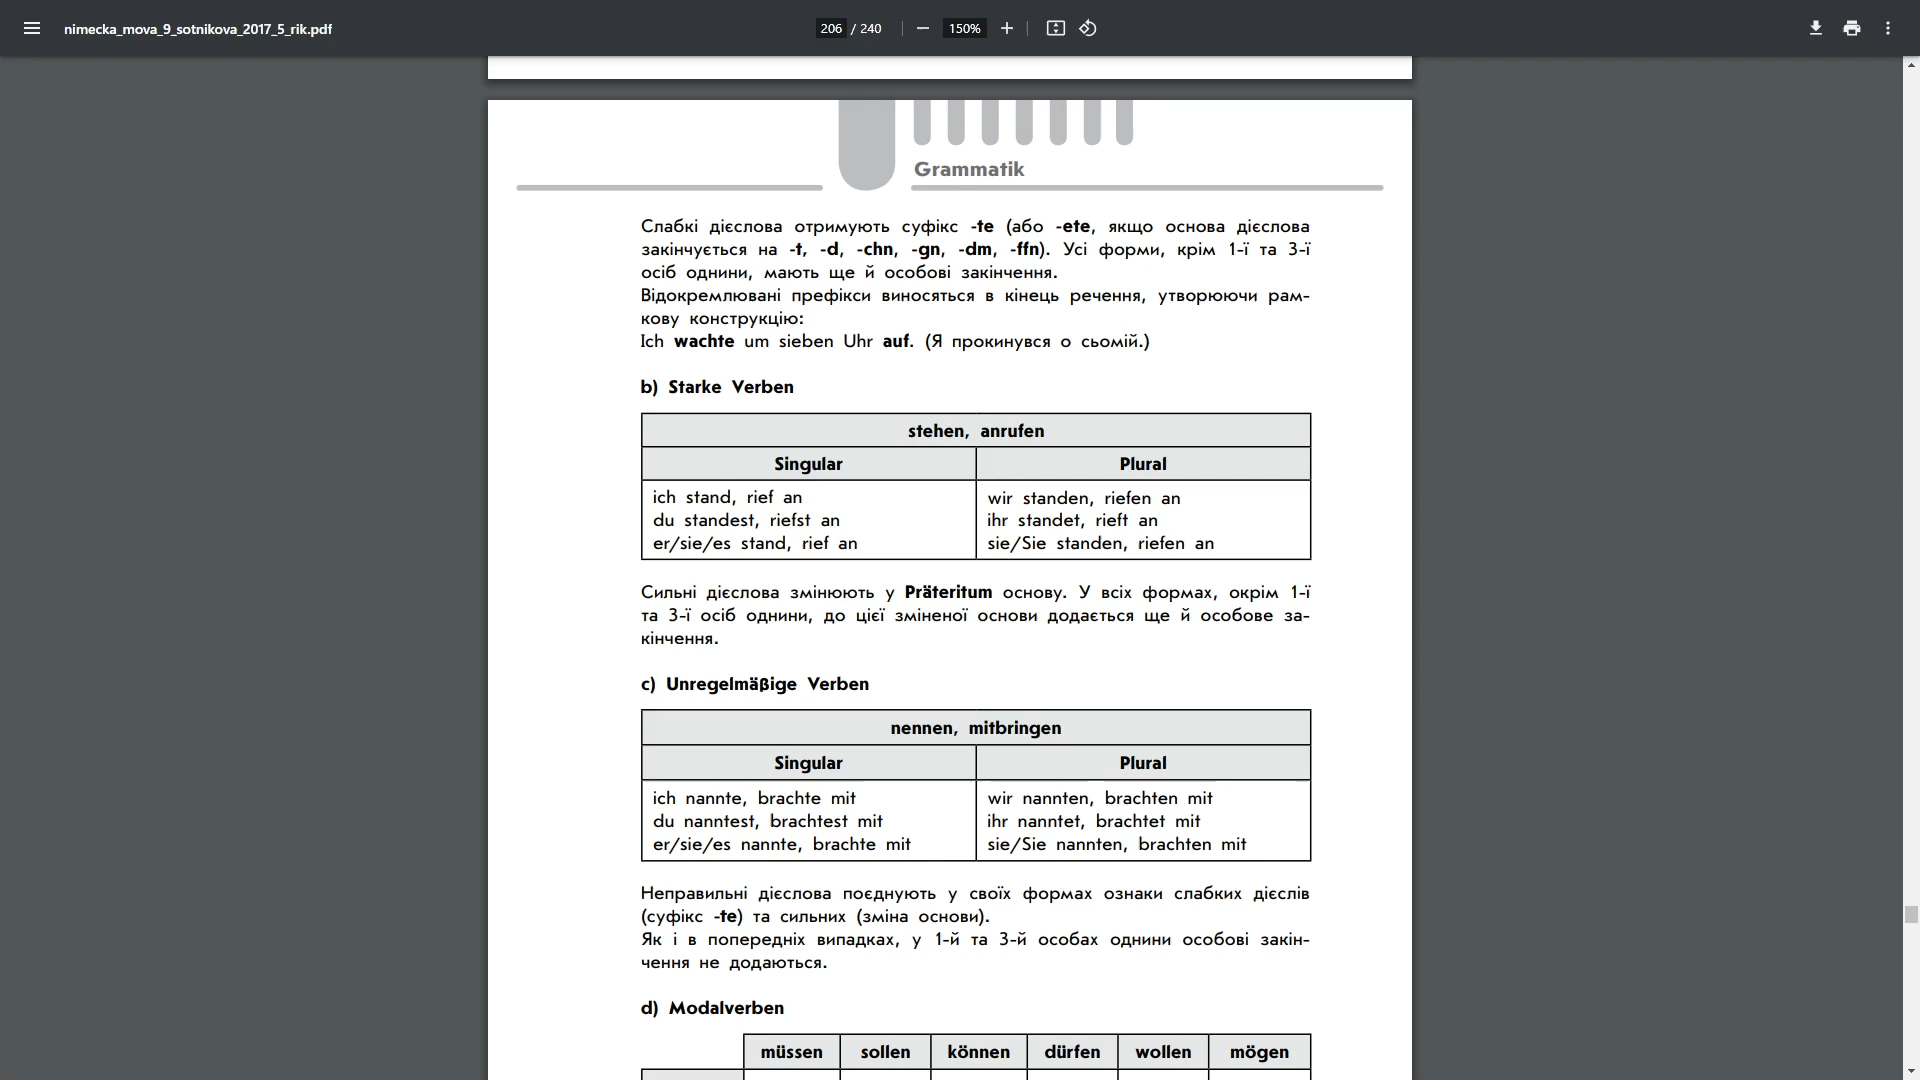 nimecka_mova_9_sotnikova_2017_5_rik.pdf
206 / 240
150%
Grammatik
Слабкі дієслова отримують суфікс -te (або -ete, якщо основа дієслова
закінчується на -t, -d, -chn, -gn, -dm, -ffn). Усі форми, крім 1-ї та 3-ї
осіб однини, мають ще й особові закінчення.
Відокремлювані префікси виносяться в кінець речення, утворюючи рам-
кову конструкцію:
Ich wachte um sieben Uhr auf. (Я прокинувся о сьомій.)
b) Starke Verben
stehen, anrufen
Singular Plural
ich stand, rief an wir standen, riefen an
du standest, riefst an ihr standet, rieft an
er/sie/es stand, rief an sie/Sie standen, riefen an
Сильні дієслова змінюють у Präteritum основу. У всіх формах, окрім 1-ї
та 3-ї осіб однини, до цієї зміненої основи додається ще й особове за-
кінчення.
c) Unregelmäßige Verben
nennen, mitbringen
Singular Plural
ich nannte, brachte mit wir nannten, brachten mit
du nanntest, brachtest mit ihr nanntet, brachtet mit
er/sie/es nannte, brachte mit sie/Sie nannten, brachten mit
Неправильні дієслова поєднують у своїх формах ознаки слабких дієслів
(суфікс -te) та сильних (зміна основи).
Як і в попередніх випадках, у 1-й та 3-й особах однини особові закін-
чення не додаються.
d) Modalverben
müssen sollen können dürfen wollen mögen